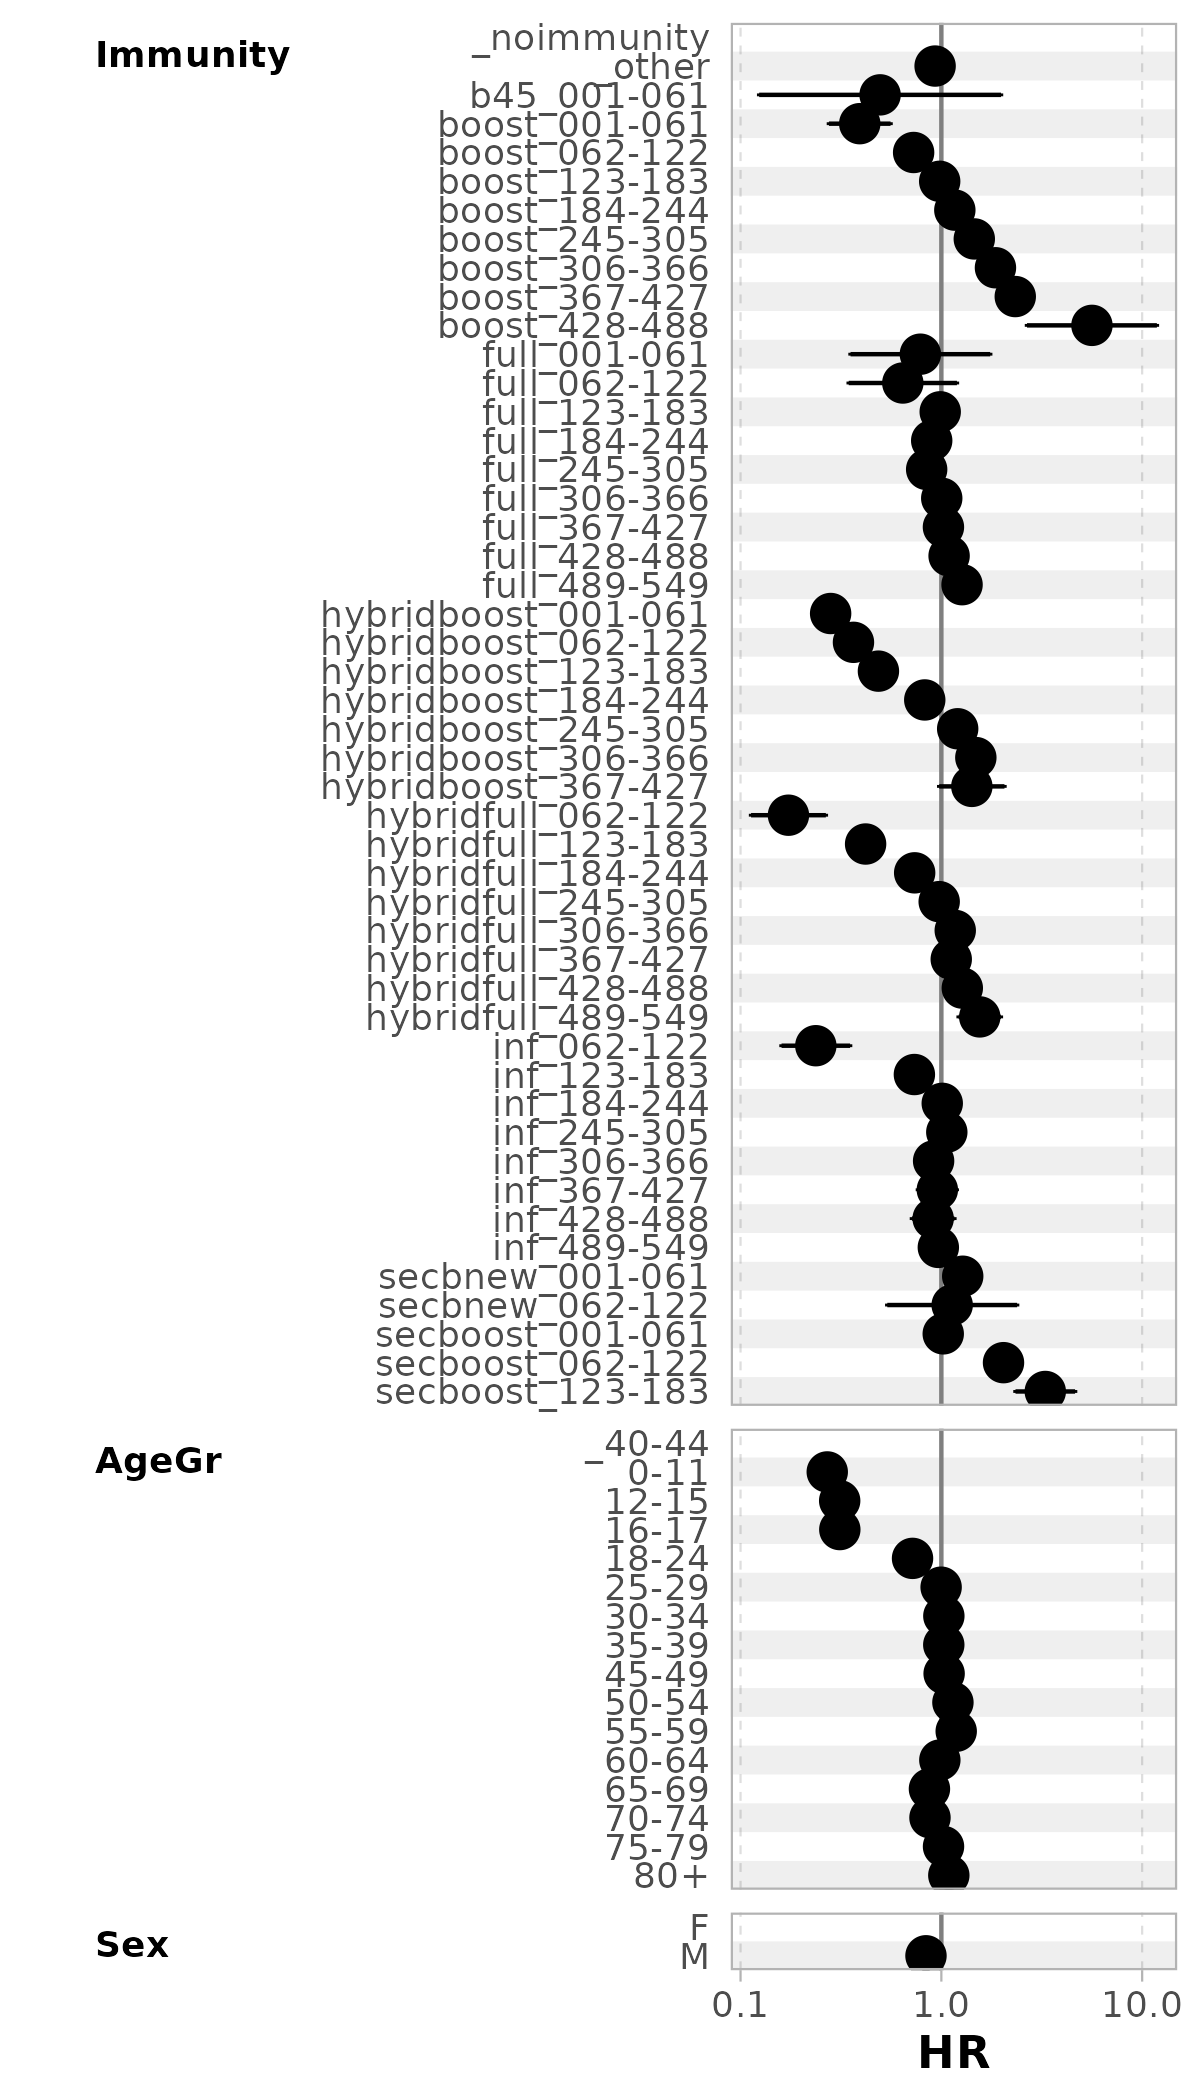 Immunity
_noimmunity
_other
b45_001-061
boost_001-061
boost_062-122
boost_123-183
boost_184-244
boost_245-305
boost_306-366
boost_367-427
boost_428-488
full_001-061
full_062-122
full_123-183
full_184-244
full_245-305
full_306-366
full_367-427
full_428-488
full_489-549
hybridboost_001-061
hybridboost_062-122
hybridboost_123-183
hybridboost_184-244
hybridboost_245-305
hybridboost_306-366
hybridboost_367-427
hybridfull_062-122
hybridfull_123-183
hybridfull_184-244
hybridfull_245-305
hybridfull_306-366
hybridfull_367-427
hybridfull_428-488
hybridfull_489-549
inf_062-122
inf_123-183
inf_184-244
inf_245-305
inf_306-366
inf_367-427
inf_428-488
inf_489-549
secbnew_001-061
secbnew_062-122
secboost_001-061
secboost_062-122
secboost_123-183
AgeGr
_40-44
0-11
12-15
16-17
18-24
25-29
30-34
35-39
45-49
50-54
55-59
60-64
65-69
70-74
75-79
80+
Sex
F
M
0.1 1.0 10.0
HR